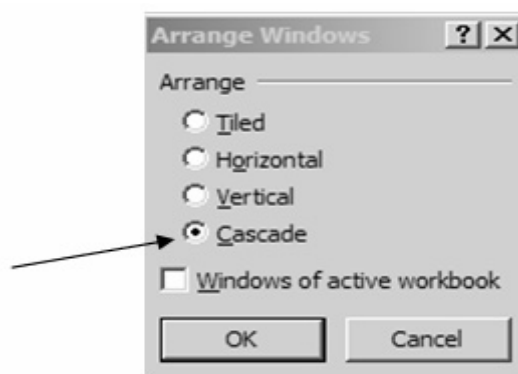 Arrange Windows ? X
Arrange
Tiled
Horizontal
Vertical
Cascade
Windows of active workbook
OK Cancel